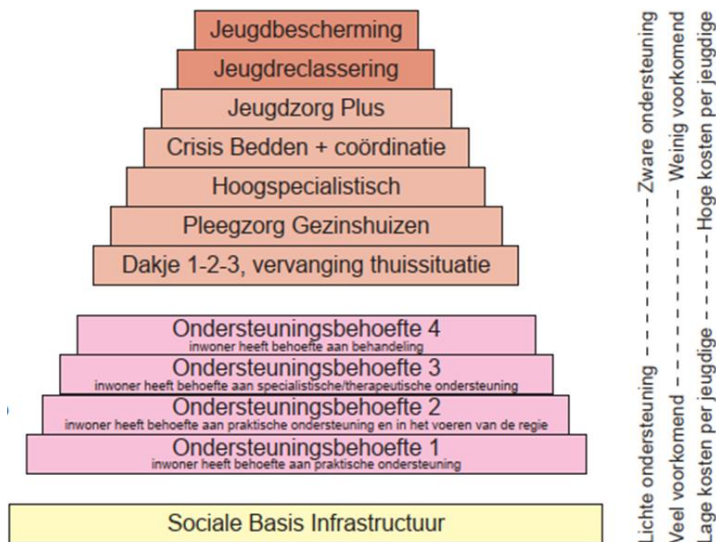 Jeugdbescherming
Jeugdreclassering
Jeugdzorg Plus
Crisis Bedden + coördinatie
Hoogspecialistisch
Pleegzorg Gezinshuizen
Dakje 1-2-3, vervanging thuissituatie
Ondersteuningsbehoefte 4
inwoner heeft behoefte aan behandeling
Ondersteuningsbehoefte 3
inwoner heeft behoefte aan specialistische/therapeutische ondersteuning
Ondersteuningsbehoefte 2
inwoner heeft behoefte aan praktische ondersteuning en in het voeren van de regie
Ondersteuningsbehoefte 1
inwoner heeft behoefte aan praktische ondersteuning
Sociale Basis Infrastructuur
Lichte ondersteuning - - - - - - - - - - - - Zware ondersteuning
Veel voorkomend - - - - - - - - - - - - - - Weinig voorkomend
Lage kosten per jeugdige - - - - - - Hoge kosten per jeugdige